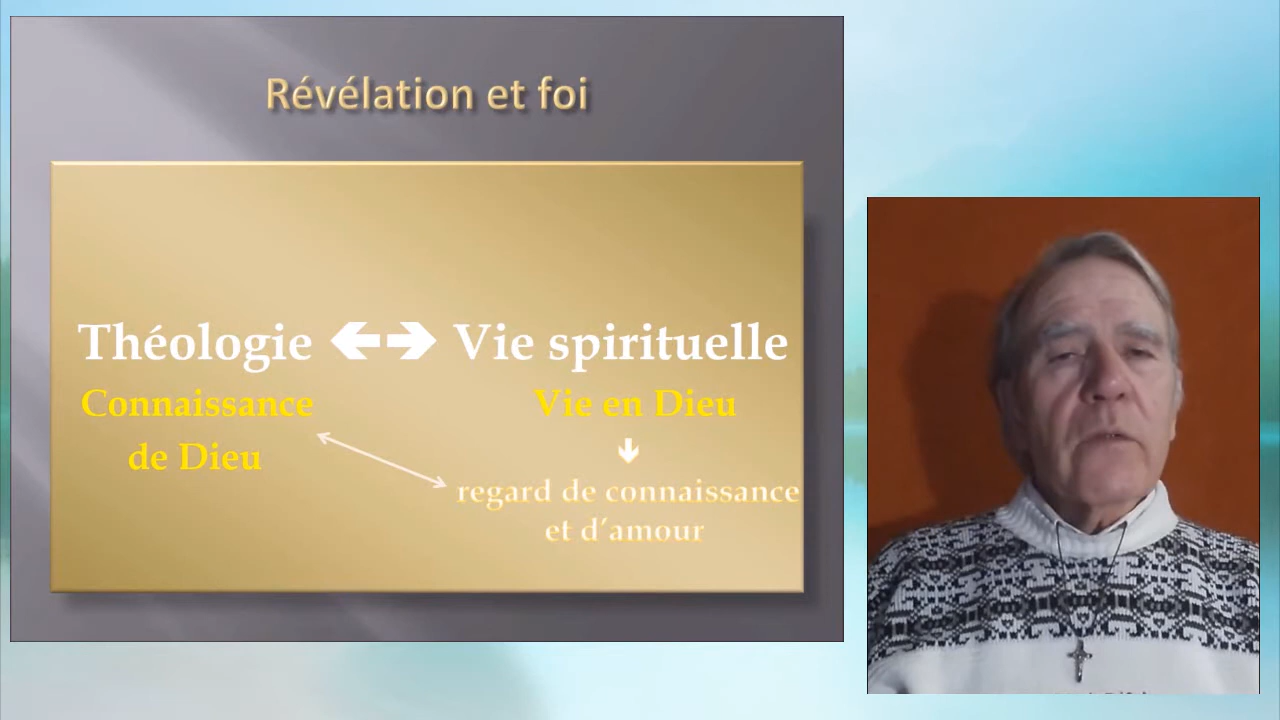 Révélation et foi
Théologie 🡸🡺 Vie spirituelle
Connaissance Vie en Dieu
de Dieu 🡻
regard de connaissance
et d’amour